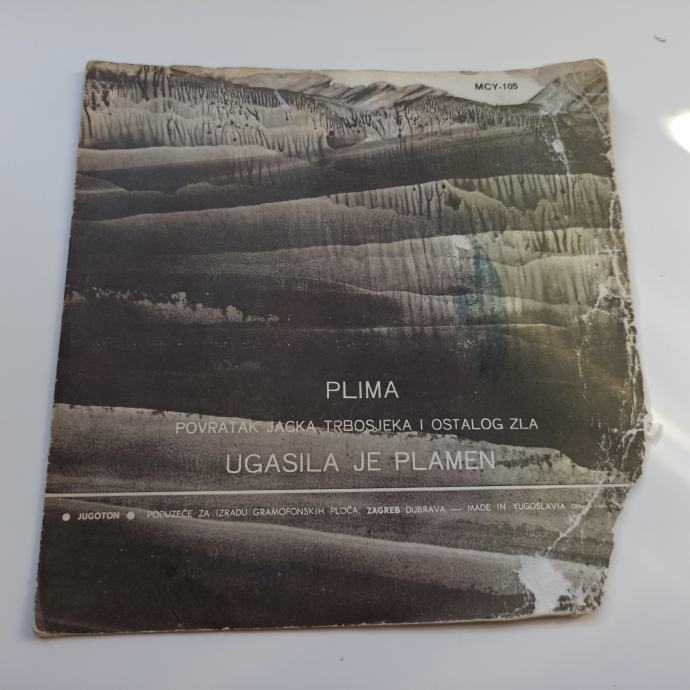 MCY-105
PLIMA
POVRATAK JACKA TRBOSJEKA I OSTALOG ZLA
UGASILA JE PLAMEN
JUGOTON PODUZEĆE ZA IZRADU GRAMOFONSKIH PLOČA, ZAGREB DUBRAVA — MADE IN YUGOSLAVIA